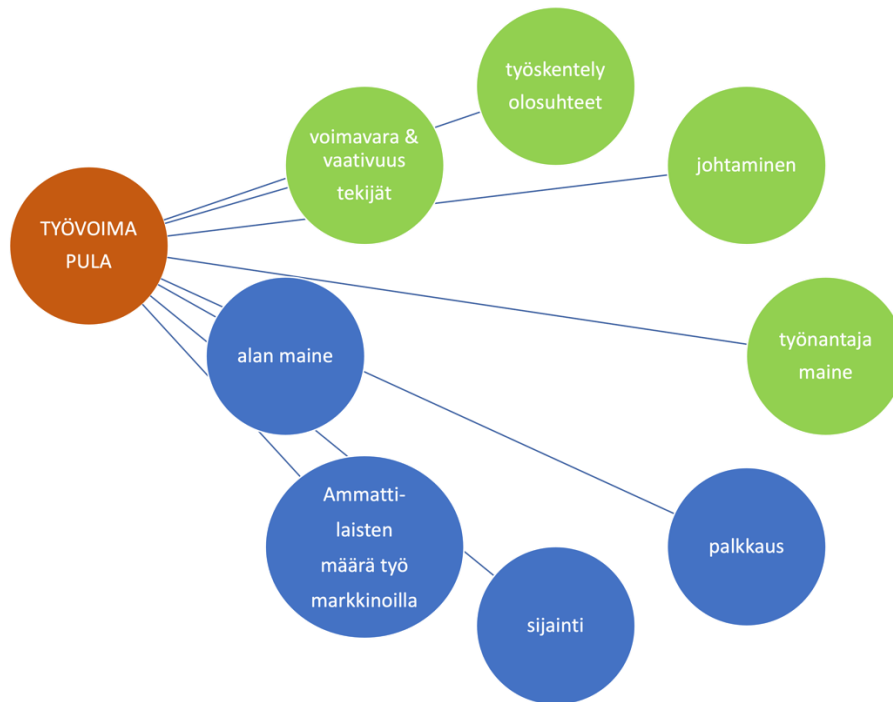 TYÖVOIMA
PULA
voimavara &
vaativuus
tekijät
työskentely
olosuhteet
johtaminen
työnantaja
maine
alan maine
Ammatti-
laisten
määrä työ
markkinoilla
sijainti
palkkaus